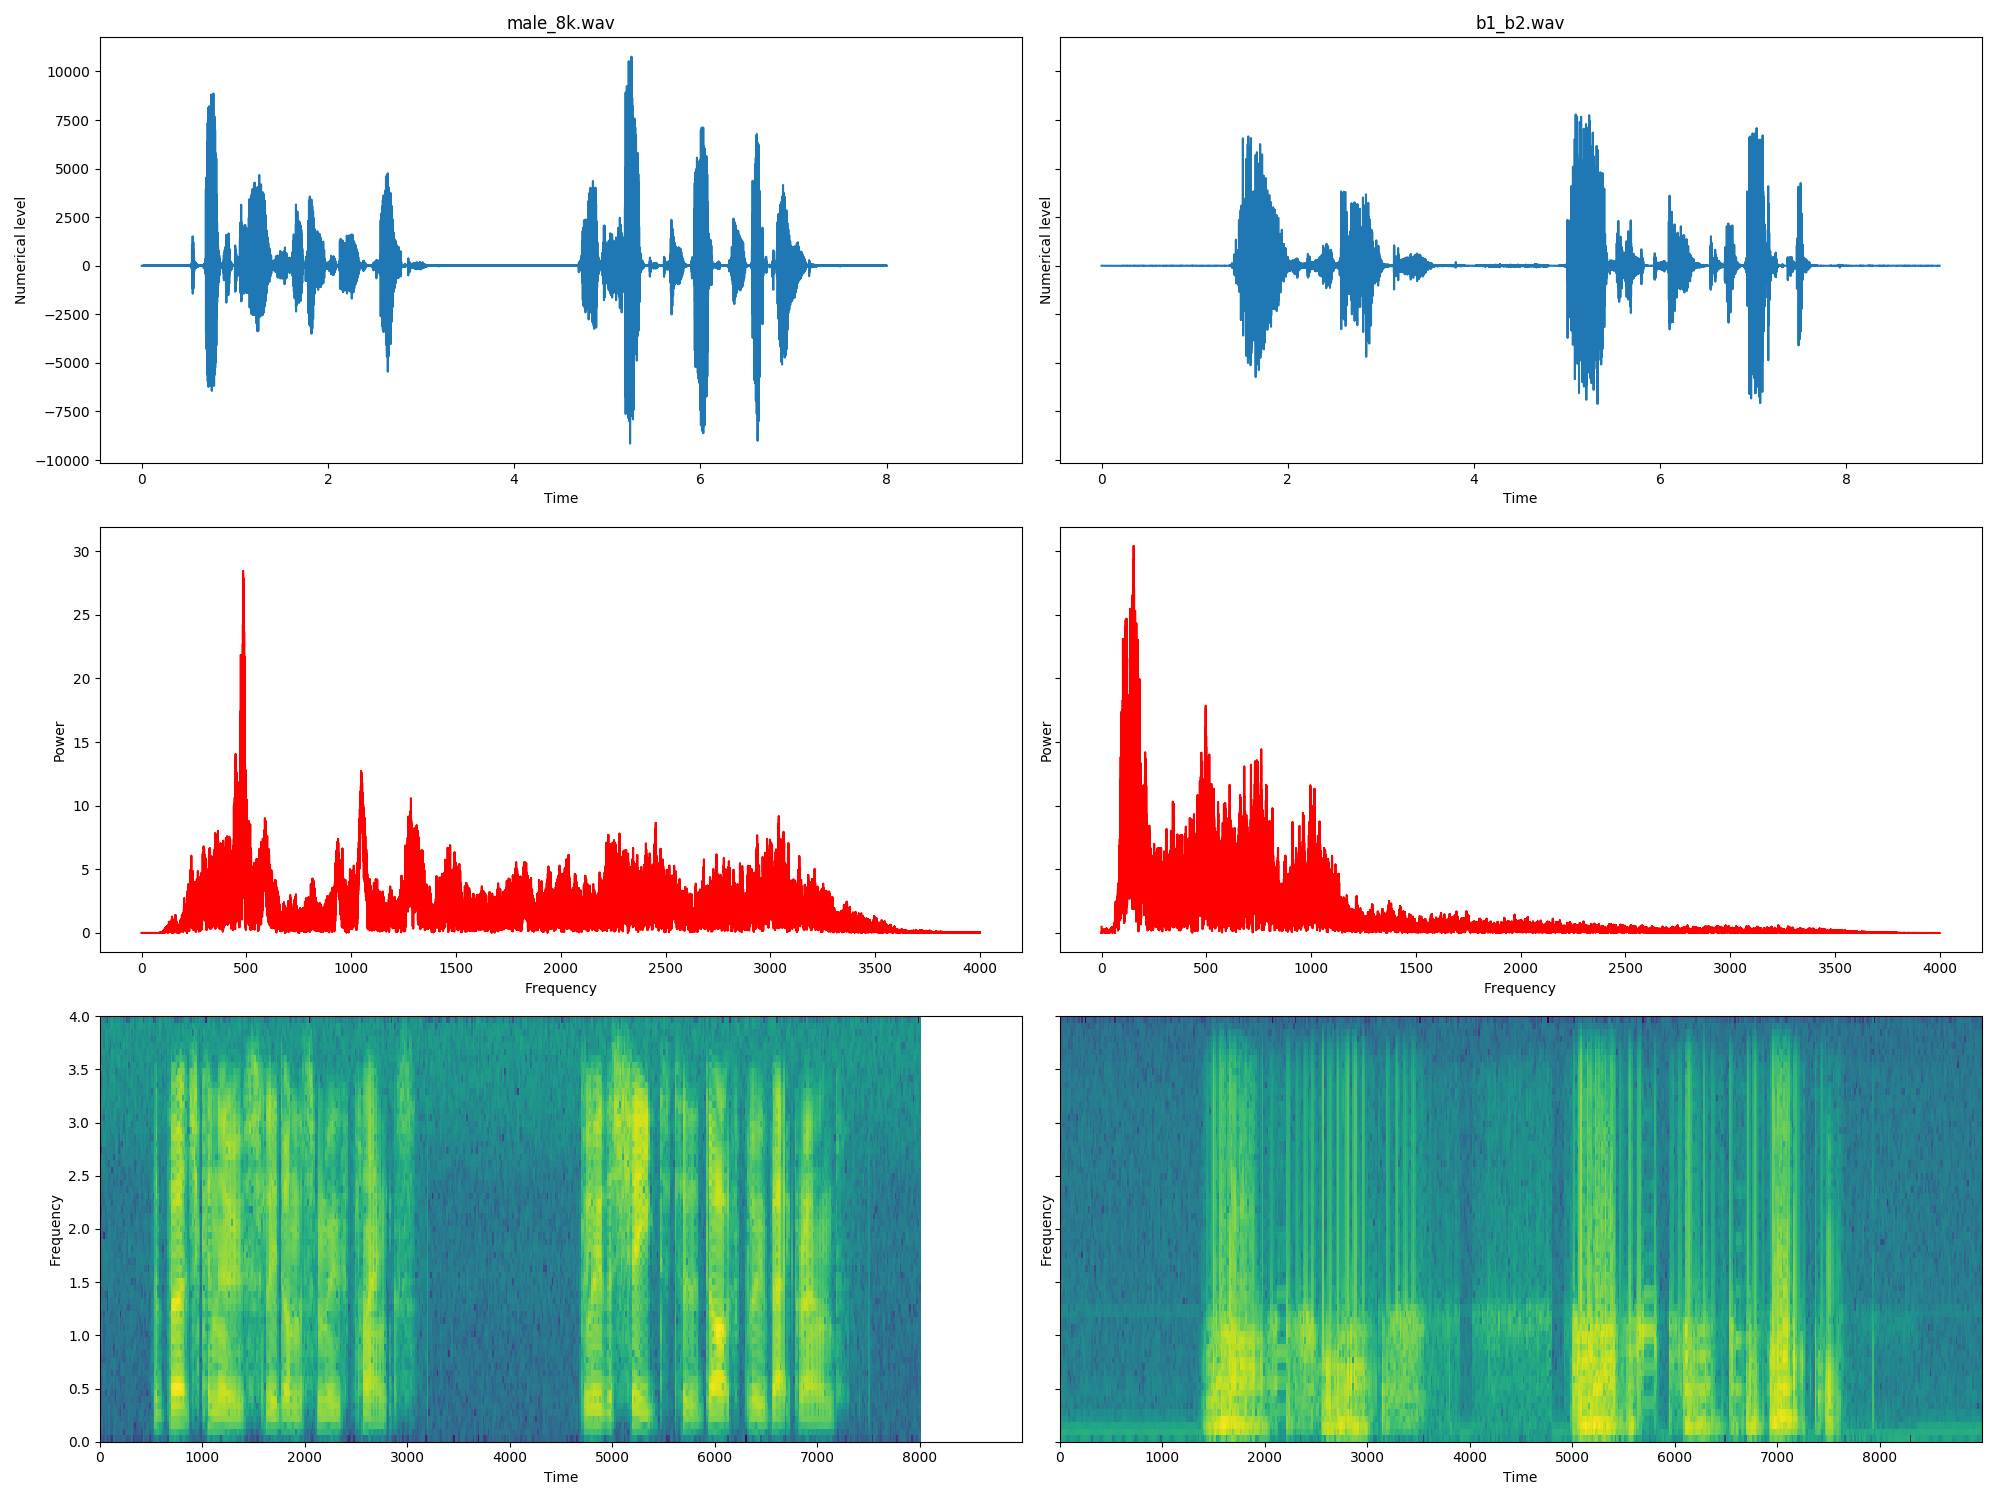 male_8k.wav b1_b2.wav
10000
7500
5000
2500
0
−2500
−5000
−7500
−10000
Numerical level
Numerical level
0 2 4 6 8
0 2 4 6 8
Time
Time
30
25
20
15
10
5
0
Power
Power
0 500 1000 1500 2000 2500 3000 3500 4000
0 500 1000 1500 2000 2500 3000 3500 4000
Frequency
Frequency
4.0
3.5
3.0
2.5
2.0
1.5
1.0
0.5
0.0
Frequency
Frequency
0 1000 2000 3000 4000 5000 6000 7000 8000
0 1000 2000 3000 4000 5000 6000 7000 8000
Time
Time